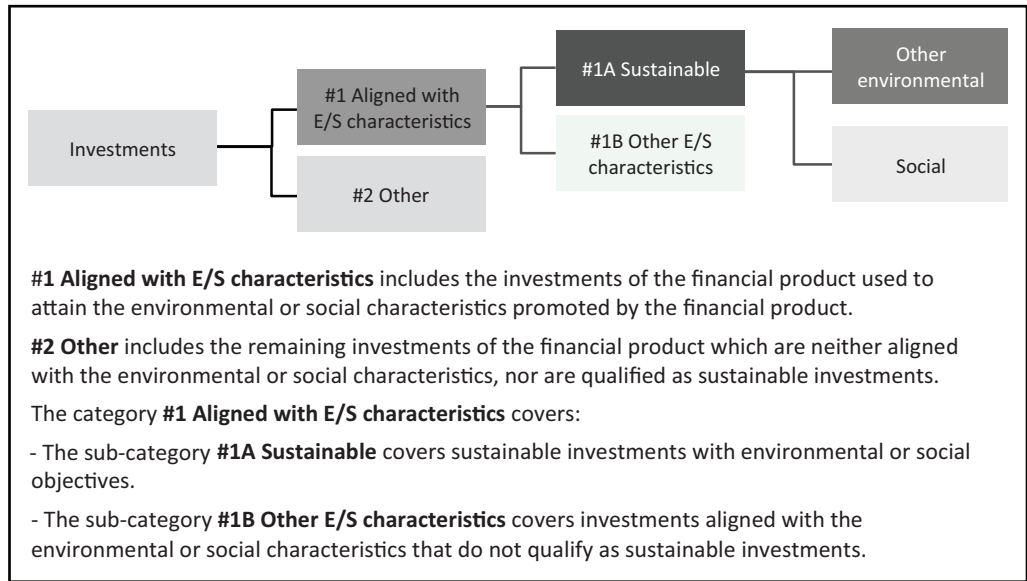 Investments
#1 Aligned with
E/S characteristics
#2 Other
#1A Sustainable
#1B Other E/S
characteristics
Other
environmental
Social
#1 Aligned with E/S characteristics includes the investments of the financial product used to
attain the environmental or social characteristics promoted by the financial product.
#2 Other includes the remaining investments of the financial product which are neither aligned
with the environmental or social characteristics, nor are qualified as sustainable investments.
The category #1 Aligned with E/S characteristics covers:
- The sub-category #1A Sustainable covers sustainable investments with environmental or social
objectives.
- The sub-category #1B Other E/S characteristics covers investments aligned with the
environmental or social characteristics that do not qualify as sustainable investments.